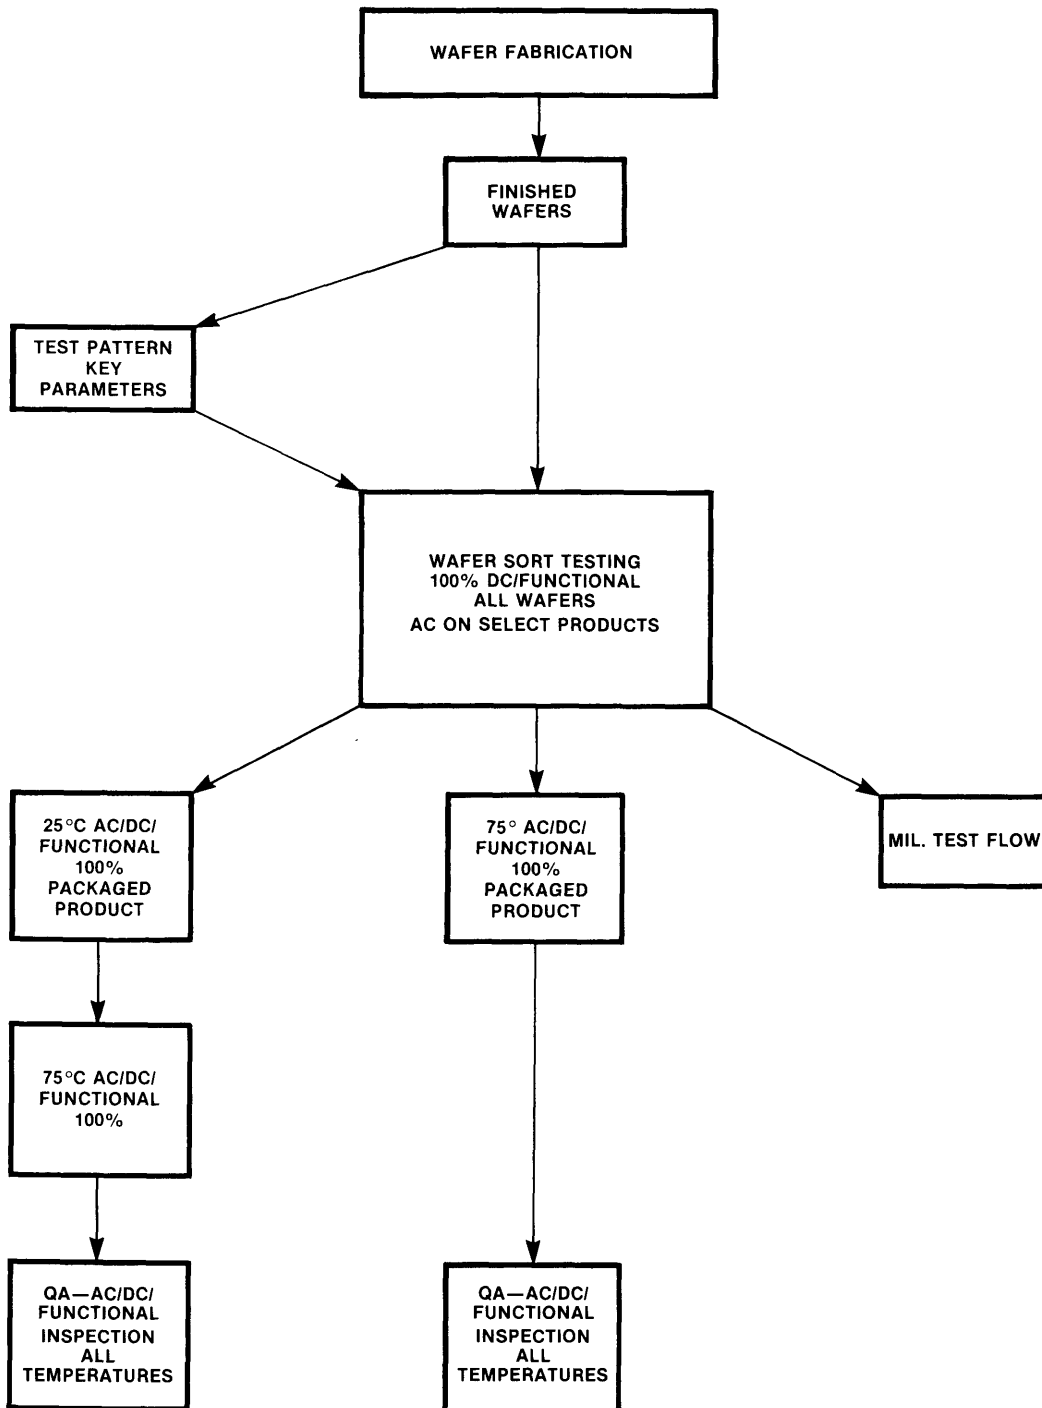 WAFER FABRICATION
FINISHED
WAFERS
TEST PATTERN
KEY
PARAMETERS
WAFER SORT TESTING
100% DC/FUNCTIONAL
ALL WAFERS
AC ON SELECT PRODUCTS
25°C AC/DC/
FUNCTIONAL
100%
PACKAGED
PRODUCT
75° AC/DC/
FUNCTIONAL
100%
PACKAGED
PRODUCT
MIL. TEST FLOW
75°C AC/DC/
FUNCTIONAL
100%
QA—AC/DC/
FUNCTIONAL
INSPECTION
ALL
TEMPERATURES
QA—AC/DC/
FUNCTIONAL
INSPECTION
ALL
TEMPERATURES